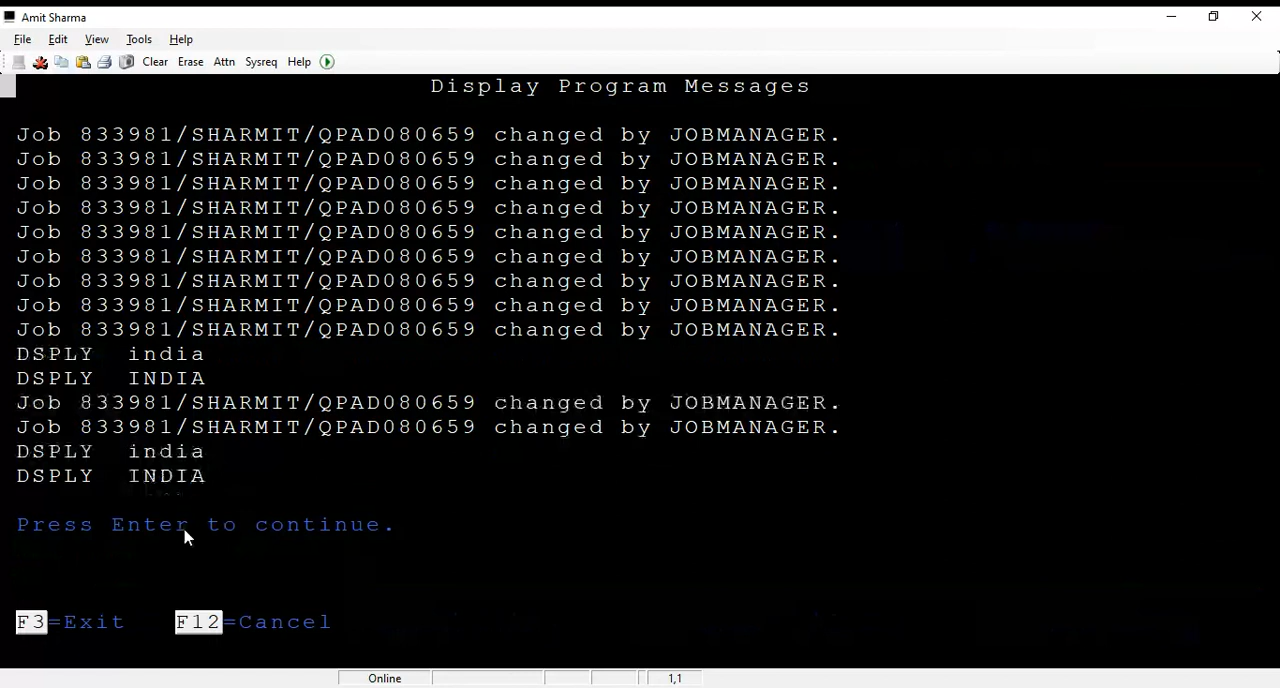 Amit Sharma
File Edit View Tools Help
Clear Erase Attn Sysreq Help
Display Program Messages
Job 833981/SHARMIT/QPAD080659 changed by JOBMANAGER.
Job 833981/SHARMIT/QPAD080659 changed by JOBMANAGER.
Job 833981/SHARMIT/QPAD080659 changed by JOBMANAGER.
Job 833981/SHARMIT/QPAD080659 changed by JOBMANAGER.
Job 833981/SHARMIT/QPAD080659 changed by JOBMANAGER.
Job 833981/SHARMIT/QPAD080659 changed by JOBMANAGER.
Job 833981/SHARMIT/QPAD080659 changed by JOBMANAGER.
Job 833981/SHARMIT/QPAD080659 changed by JOBMANAGER.
Job 833981/SHARMIT/QPAD080659 changed by JOBMANAGER.
DSPLY india
DSPLY INDIA
Job 833981/SHARMIT/QPAD080659 changed by JOBMANAGER.
Job 833981/SHARMIT/QPAD080659 changed by JOBMANAGER.
DSPLY india
DSPLY INDIA
Press Enter to continue.
F3=Exit F12=Cancel
Online 1,1